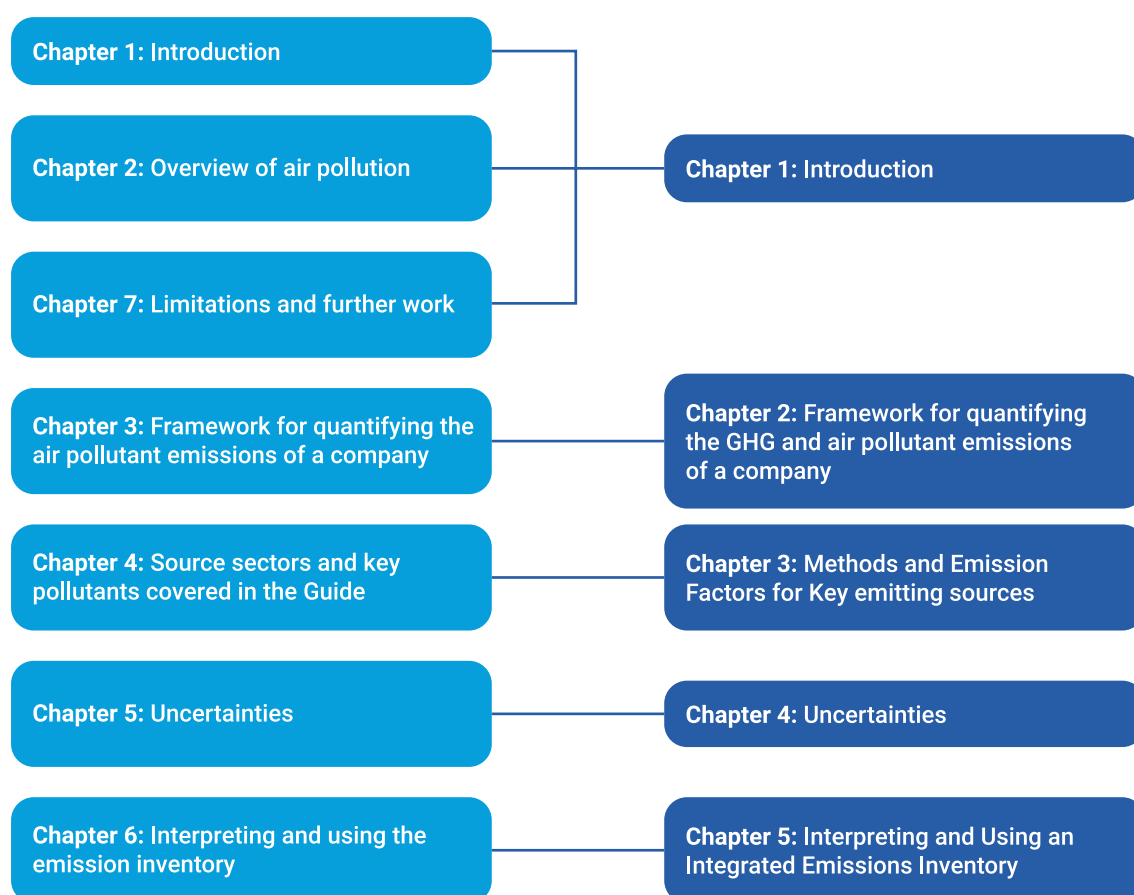 Chapter 1: Introduction
Chapter 2: Overview of air pollution
Chapter 7: Limitations and further work
Chapter 3: Framework for quantifying the
air pollutant emissions of a company
Chapter 4: Source sectors and key
pollutants covered in the Guide
Chapter 5: Uncertainties
Chapter 6: Interpreting and using the
emission inventory
Chapter 1: Introduction
Chapter 2: Framework for quantifying
the GHG and air pollutant emissions
of a company
Chapter 3: Methods and Emission
Factors for Key emitting sources
Chapter 4: Uncertainties
Chapter 5: Interpreting and Using an
Integrated Emissions Inventory